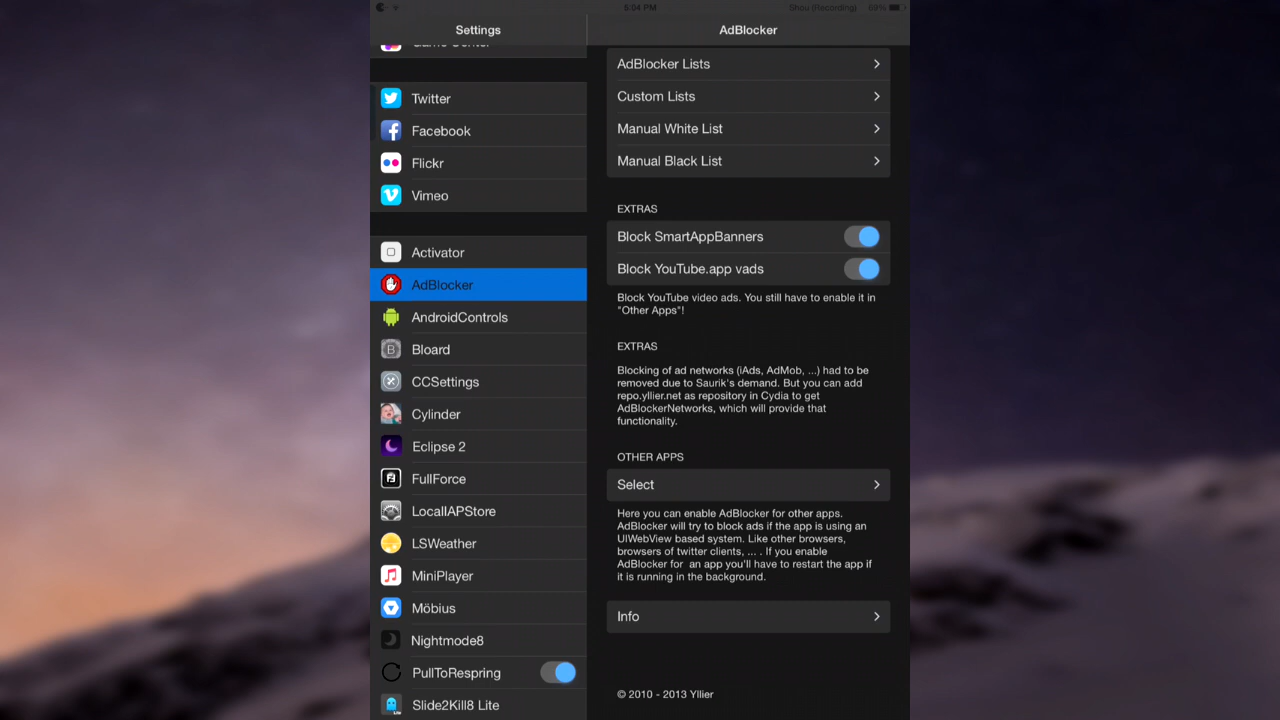 8:04 PM
Shou (Recording)
69%
Settings
Game Center
Twitter
Facebook
Flickr
Vimeo
Activator
AdBlocker
AndroidControls
Bloard
CCSettings
Cylinder
Eclipse 2
FullForce
LocalIAPStore
LSWeather
MiniPlayer
Möbius
Nightmode8
PullToRespring
Lite
Slide2Kill8 Lite
AdBlocker
AdBlocker Lists
Custom Lists
Manual White List
Manual Black List
EXTRAS
Block SmartAppBanners
Block YouTube.app vads
Block YouTube video ads. You still have to enable it in
"Other Apps"!
EXTRAS
Blocking of ad networks (iAds, AdMob, ...) had to be
removed due to Saurik's demand. But you can add
repo.yllier.net as repository in Cydia to get
AdBlockerNetworks, which will provide that
functionality.
OTHER APPS
Select
Here you can enable AdBlocker for other apps.
AdBlocker will try to block ads if the app is using an
UIWebView based system. Like other browsers,
browsers of twitter clients, ... . If you enable
AdBlocker for an app you'll have to restart the app if
it is running in the background.
Info
© 2010 - 2013 Yllier